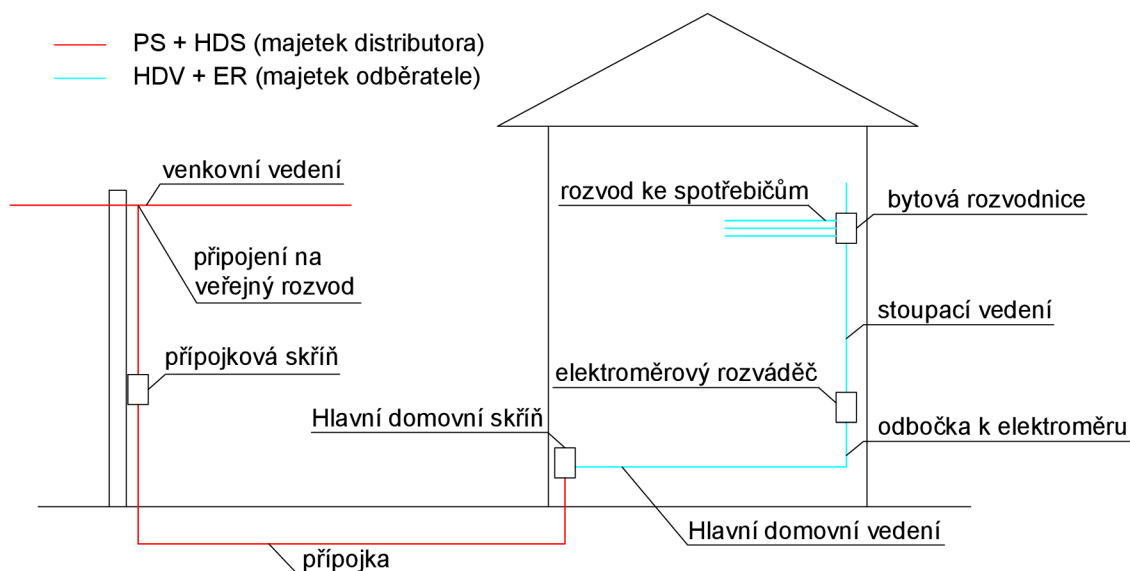 PS + HDS (majetek distributora)
HDV + ER (majetek odběratele)
venkovní vedení
rozvod ke spotřebičům
bytová rozvodnice
připojení na
veřejný rozvod
stoupací vedení
přípojková skříň
elektroměrový rozváděč
Hlavní domovní skříň
odbočka k elektroměru
Hlavní domovní vedení
přípojka